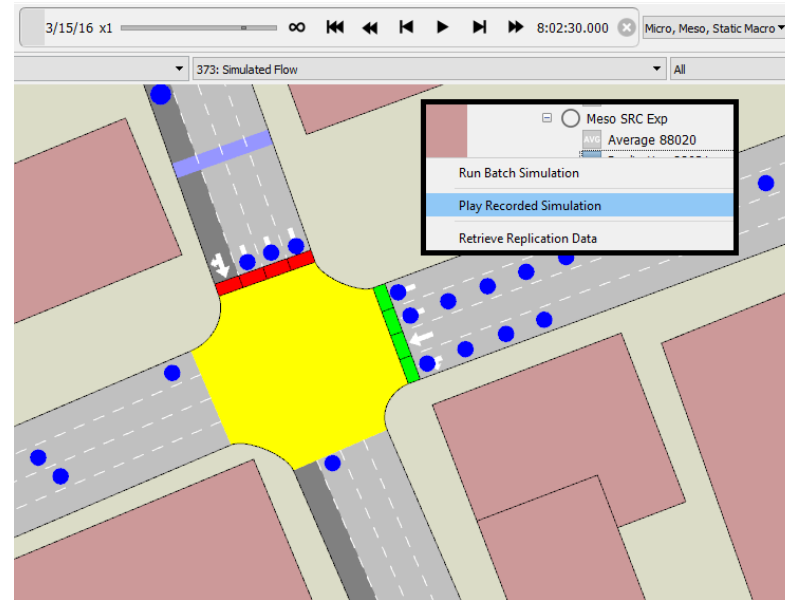 3/15/16 x1 ∞ 8:02:30.000 Micro, Meso, Static Macro
373: Simulated Flow All
Meso SRC Exp
AVG Average 88020
Run Batch Simulation
Play Recorded Simulation
Retrieve Replication Data